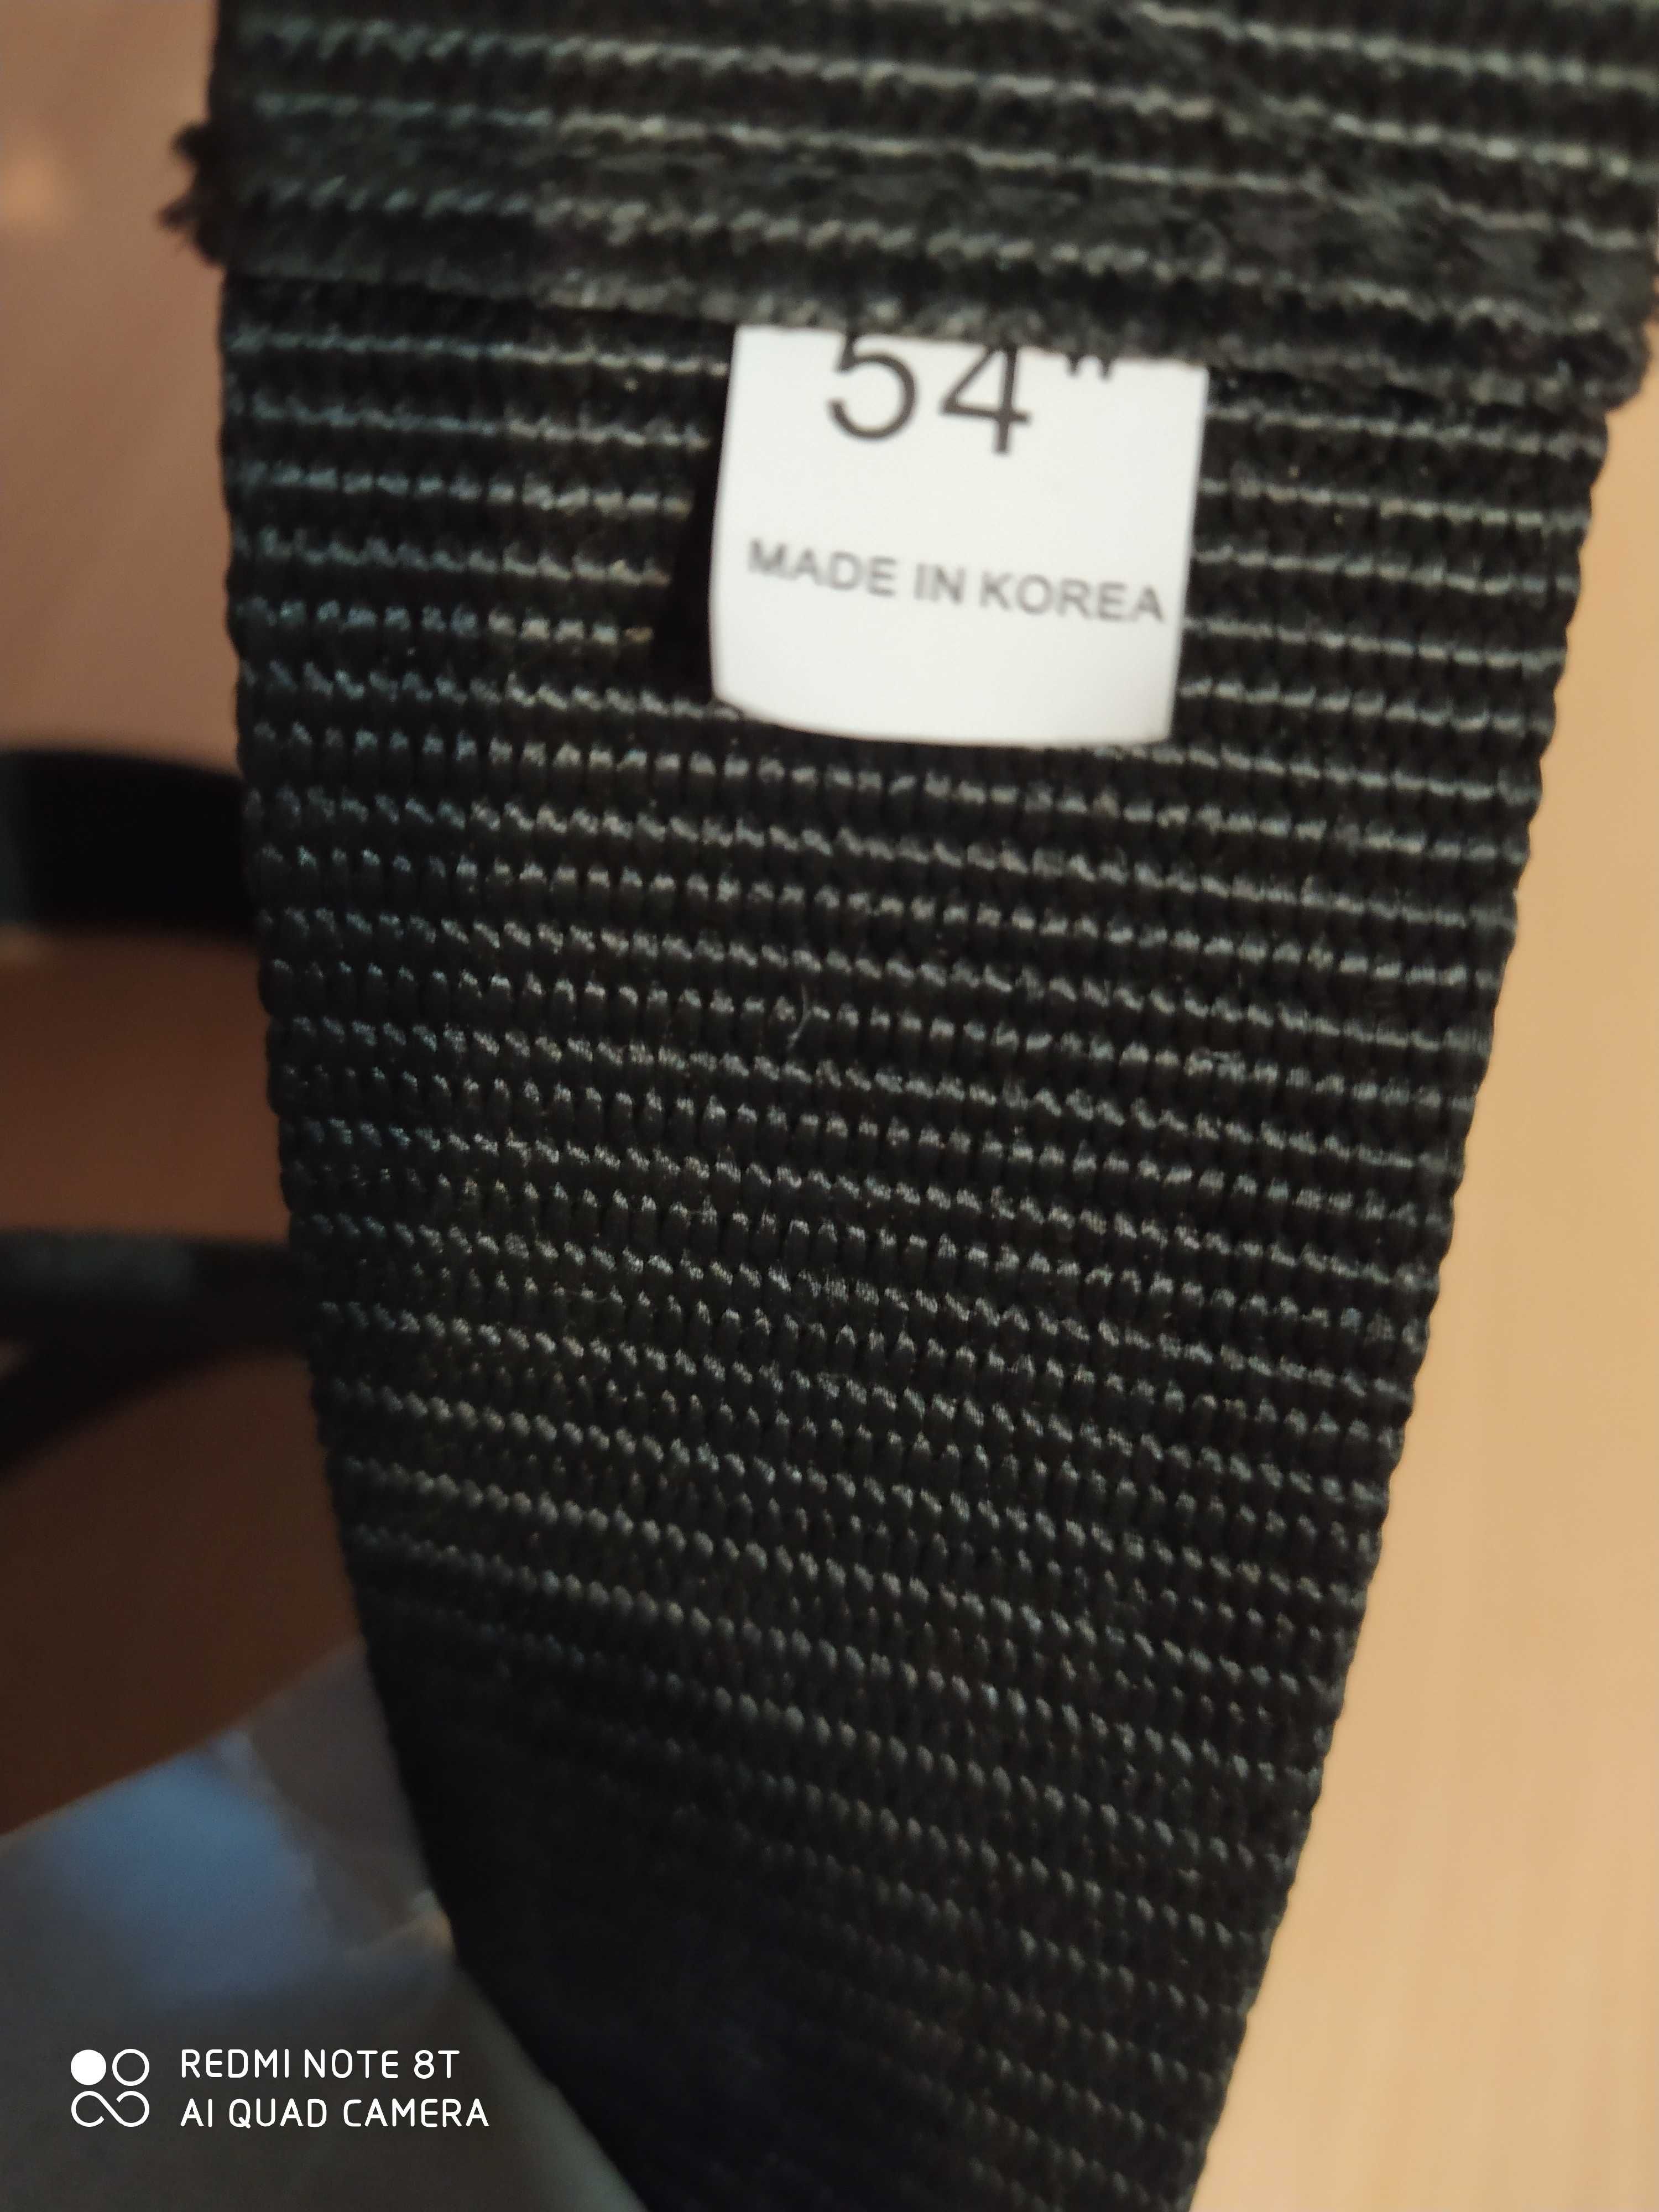 54"
MADE IN KOREA
REDMI NOTE 8T
AI QUAD CAMERA